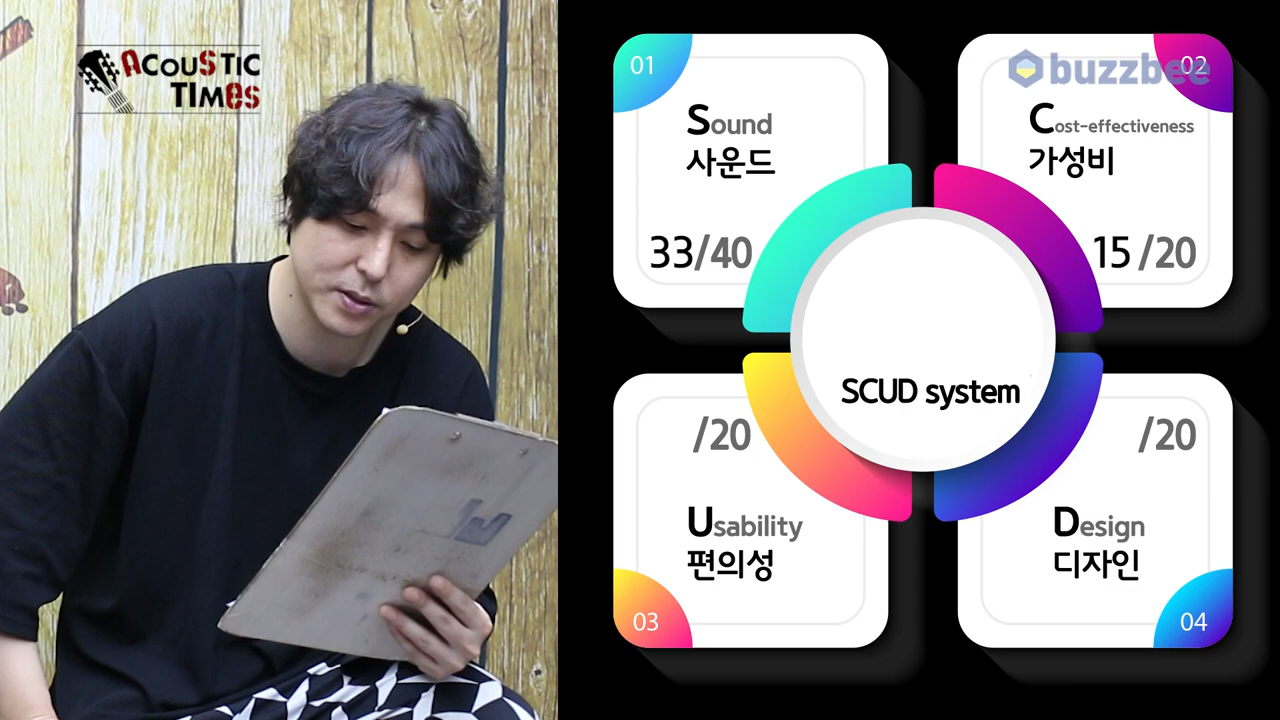 ACOUSTIC
TIMES
01
Sound
사운드
33/40
02
buzzbee
Cost-effectiveness
가성비
15 /20
SCUD system
/20
Usability
편의성
03
/20
Design
디자인
04